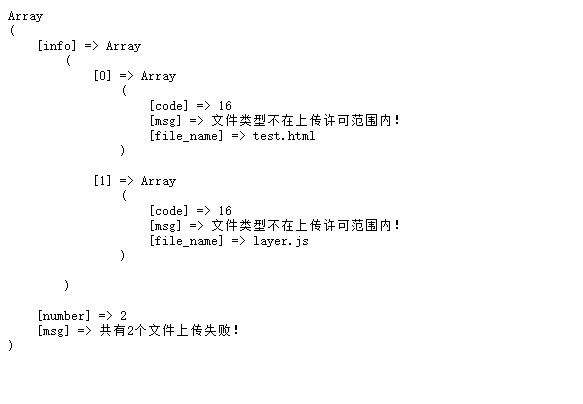 Array
(
    [info] => Array
        (
            [0] => Array
                (
                    [code] => 16
                    [msg] => 文件类型不在上传许可范围内!
                    [file_name] => test.html
                )

            [1] => Array
                (
                    [code] => 16
                    [msg] => 文件类型不在上传许可范围内!
                    [file_name] => layer.js
                )

        )

    [number] => 2
    [msg] => 共有2个文件上传失败!
)